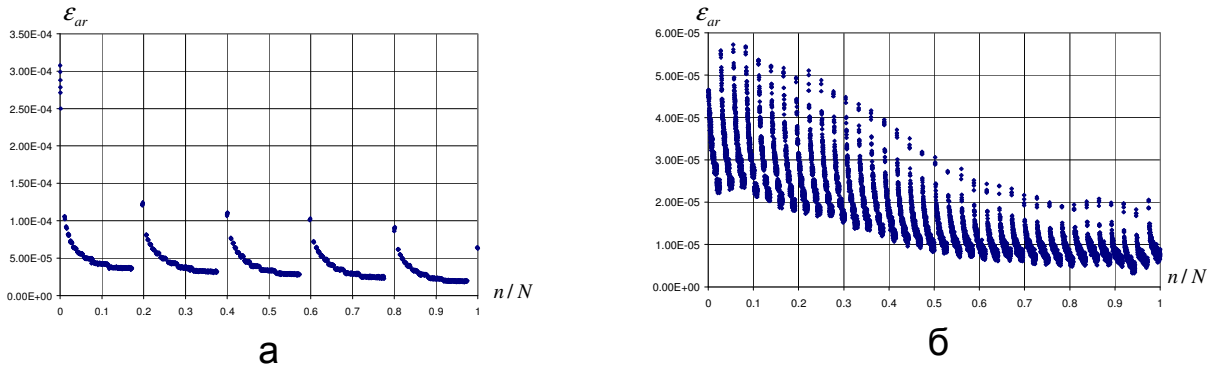 ε_ar
3.50E-04
3.00E-04
2.50E-04
2.00E-04
1.50E-04
1.00E-04
5.00E-05
0.00E+00
0 0.1 0.2 0.3 0.4 0.5 0.6 0.7 0.8 0.9 1
n / N
а
ε_ar
6.00E-05
5.00E-05
4.00E-05
3.00E-05
2.00E-05
1.00E-05
0.00E+00
0 0.1 0.2 0.3 0.4 0.5 0.6 0.7 0.8 0.9 1
n / N
б